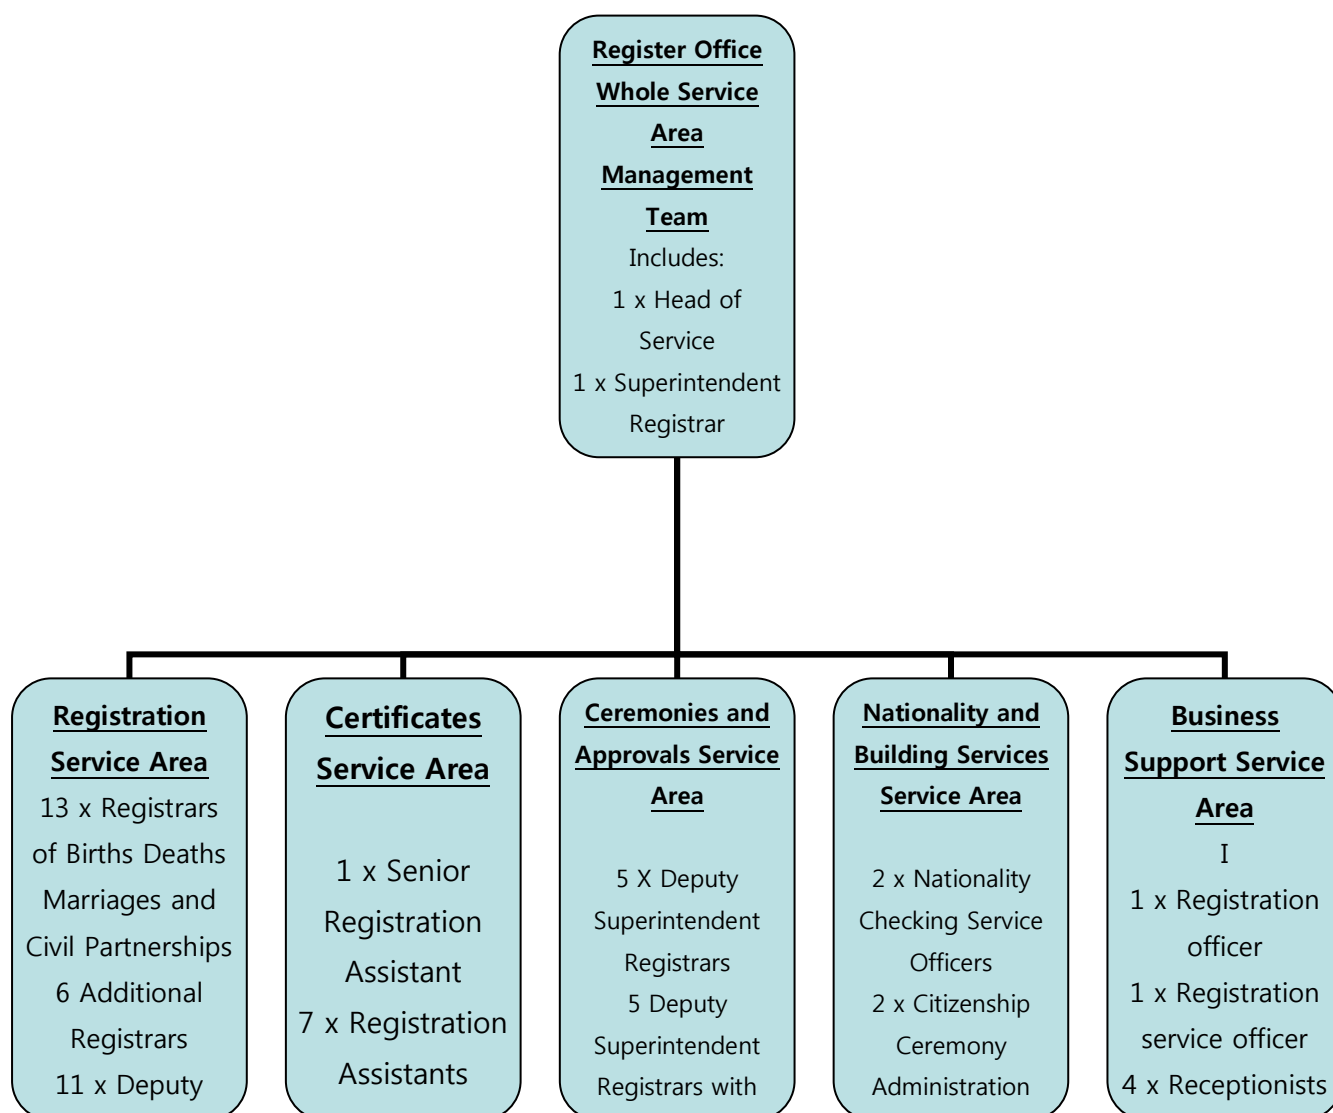 Register Office
Whole Service
Area
Management
Team
Includes:
1 x Head of
Service
1 x Superintendent
Registrar
Registration
Service Area
13 x Registrars
of Births Deaths
Marriages and
Civil Partnerships
6 Additional
Registrars
11 x Deputy
Certificates
Service Area
1 x Senior
Registration
Assistant
7 x Registration
Assistants
Ceremonies and
Approvals Service
Area
5 X Deputy
Superintendent
Registrars
5 Deputy
Superintendent
Registrars with
Nationality and
Building Services
Service Area
2 x Nationality
Checking Service
Officers
2 x Citizenship
Ceremony
Administration
Business
Support Service
Area
I
1 x Registration
officer
1 x Registration
service officer
4 x Receptionists